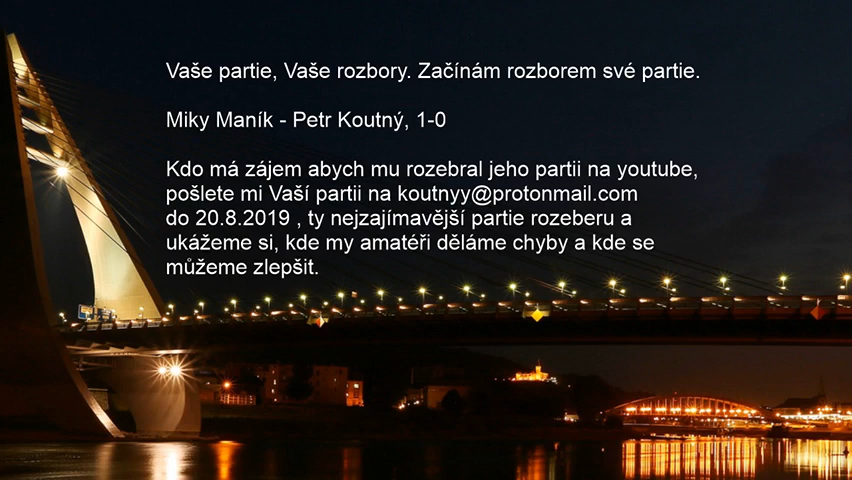 Vaše partie, Vaše rozbory. Začínám rozborem své partie.
Miky Maník - Petr Koutný, 1-0
Kdo má zájem abych mu rozebral jeho partii na youtube,
pošlete mi Vaší partii na koutnyy@protonmail.com
do 20.8.2019 , ty nejzajímavější partie rozeberu a
ukážeme si, kde my amatéři děláme chyby a kde se
můžeme zlepšit.